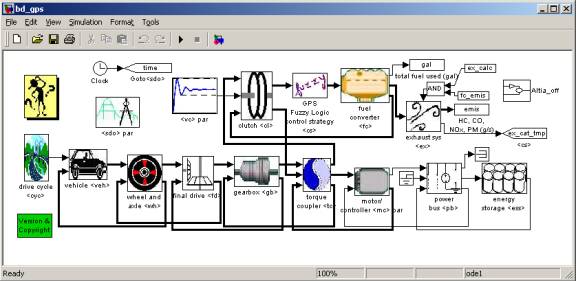 bd_gps
File Edit View Simulation Format Tools
Clock
time
Goto<sdo>
<sdo> par
<vc> par
clutch <cl>
fuzzy
GPS
Fuzzy Logic
control strategy
<cs>
fuel
converter
<fc>
gal
total fuel used (gal)
AND
ex_calc
fc_emis
emis
HC, CO,
NOx, PM (g/s)
exhaust sys
<ex>
ex_cat_tmp
<cs>
Altia_off
drive cycle
<cyc>
vehicle <veh>
wheel and
axle <wh>
final drive <fd>
gearbox <gb>
torque
coupler <tc>
motor/
controller <mc>
par
power
bus <pb>
energy
storage <ess>
Version &
Copyright
Ready
100%
ode1